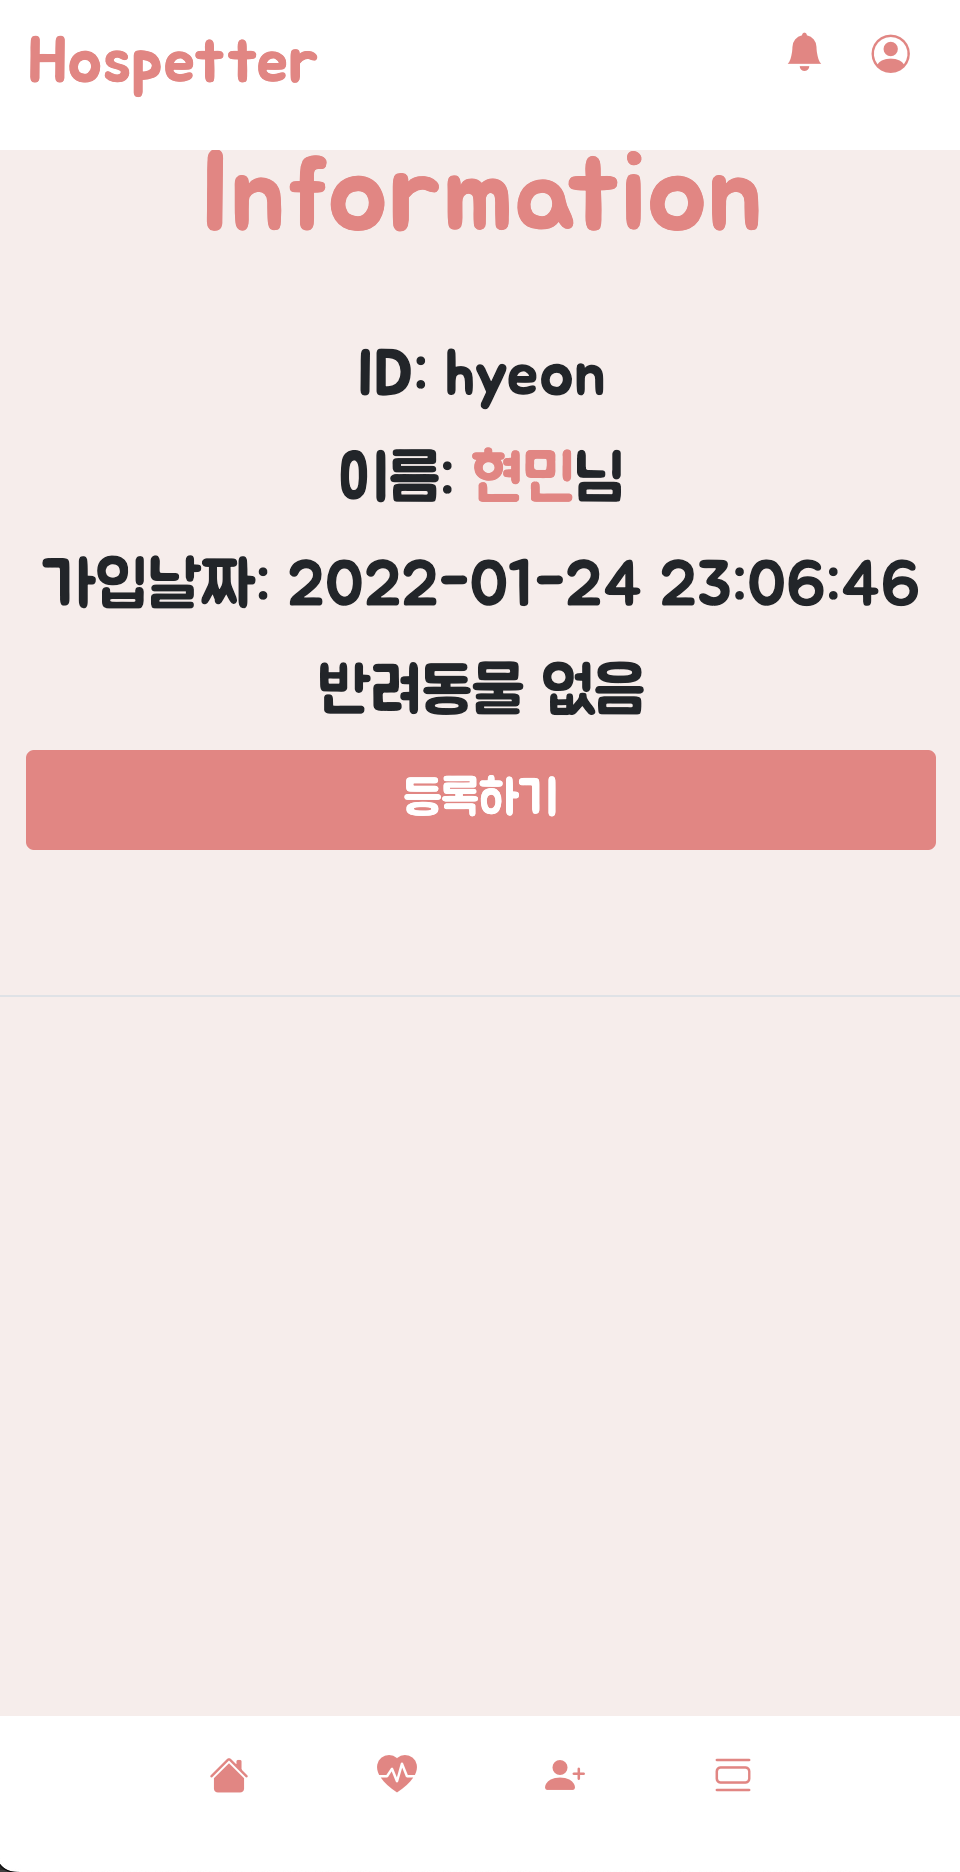 Hospetter
Information
ID: hyeon
이름: 현민님
가입날짜: 2022-01-24 23:06:46
반려동물 없음
등록하기